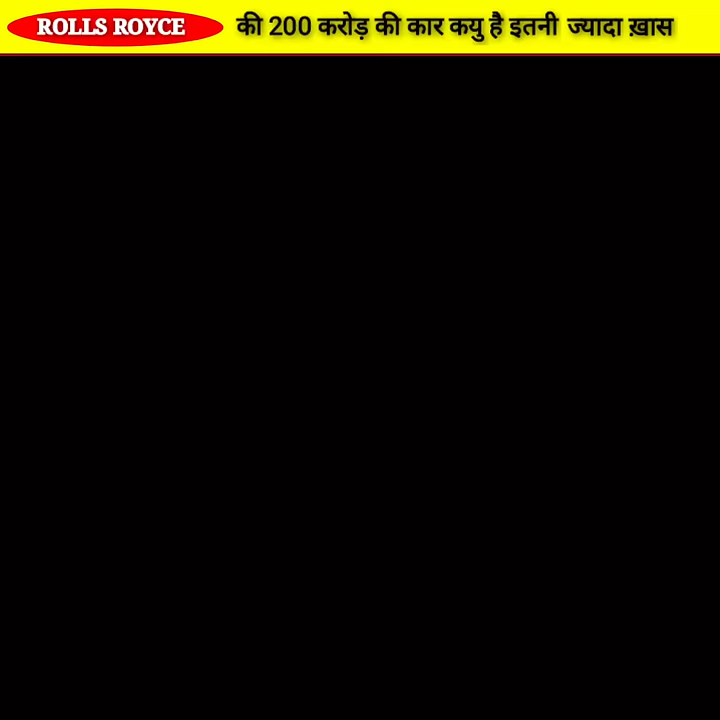 ROLLS ROYCE की 200 करोड़ की कार कयु है इतनी ज्यादा ख़ास